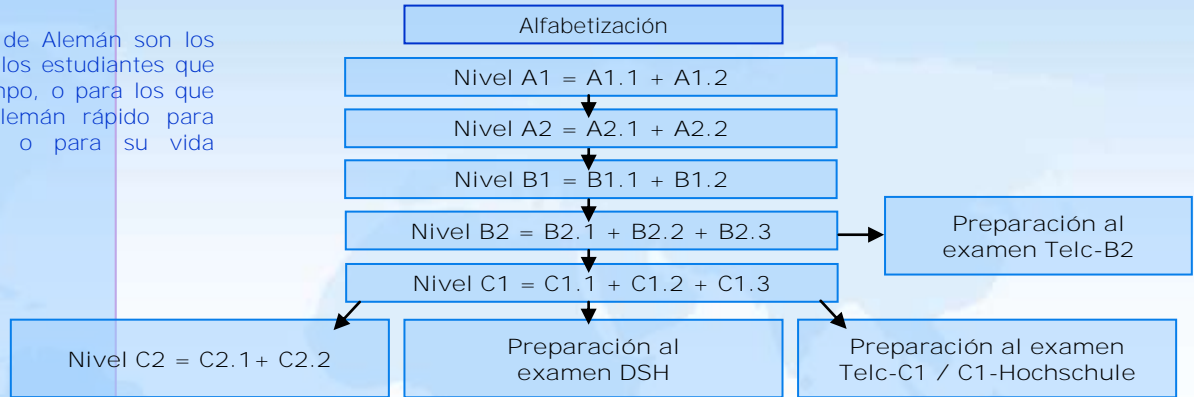 de Alemán son los
los estudiantes que
o para los que
alemán rápido para
o para su vida
Alfabetización
Nivel A1 = A1.1 + A1.2
Nivel A2 = A2.1 + A2.2
Nivel B1 = B1.1 + B1.2
Nivel B2 = B2.1 + B2.2 + B2.3
Preparación al
examen Telc-B2
Nivel C1 = C1.1 + C1.2 + C1.3
Nivel C2 = C2.1+ C2.2
Preparación al
examen DSH
Preparación al examen
Telc-C1 / C1-Hochschule